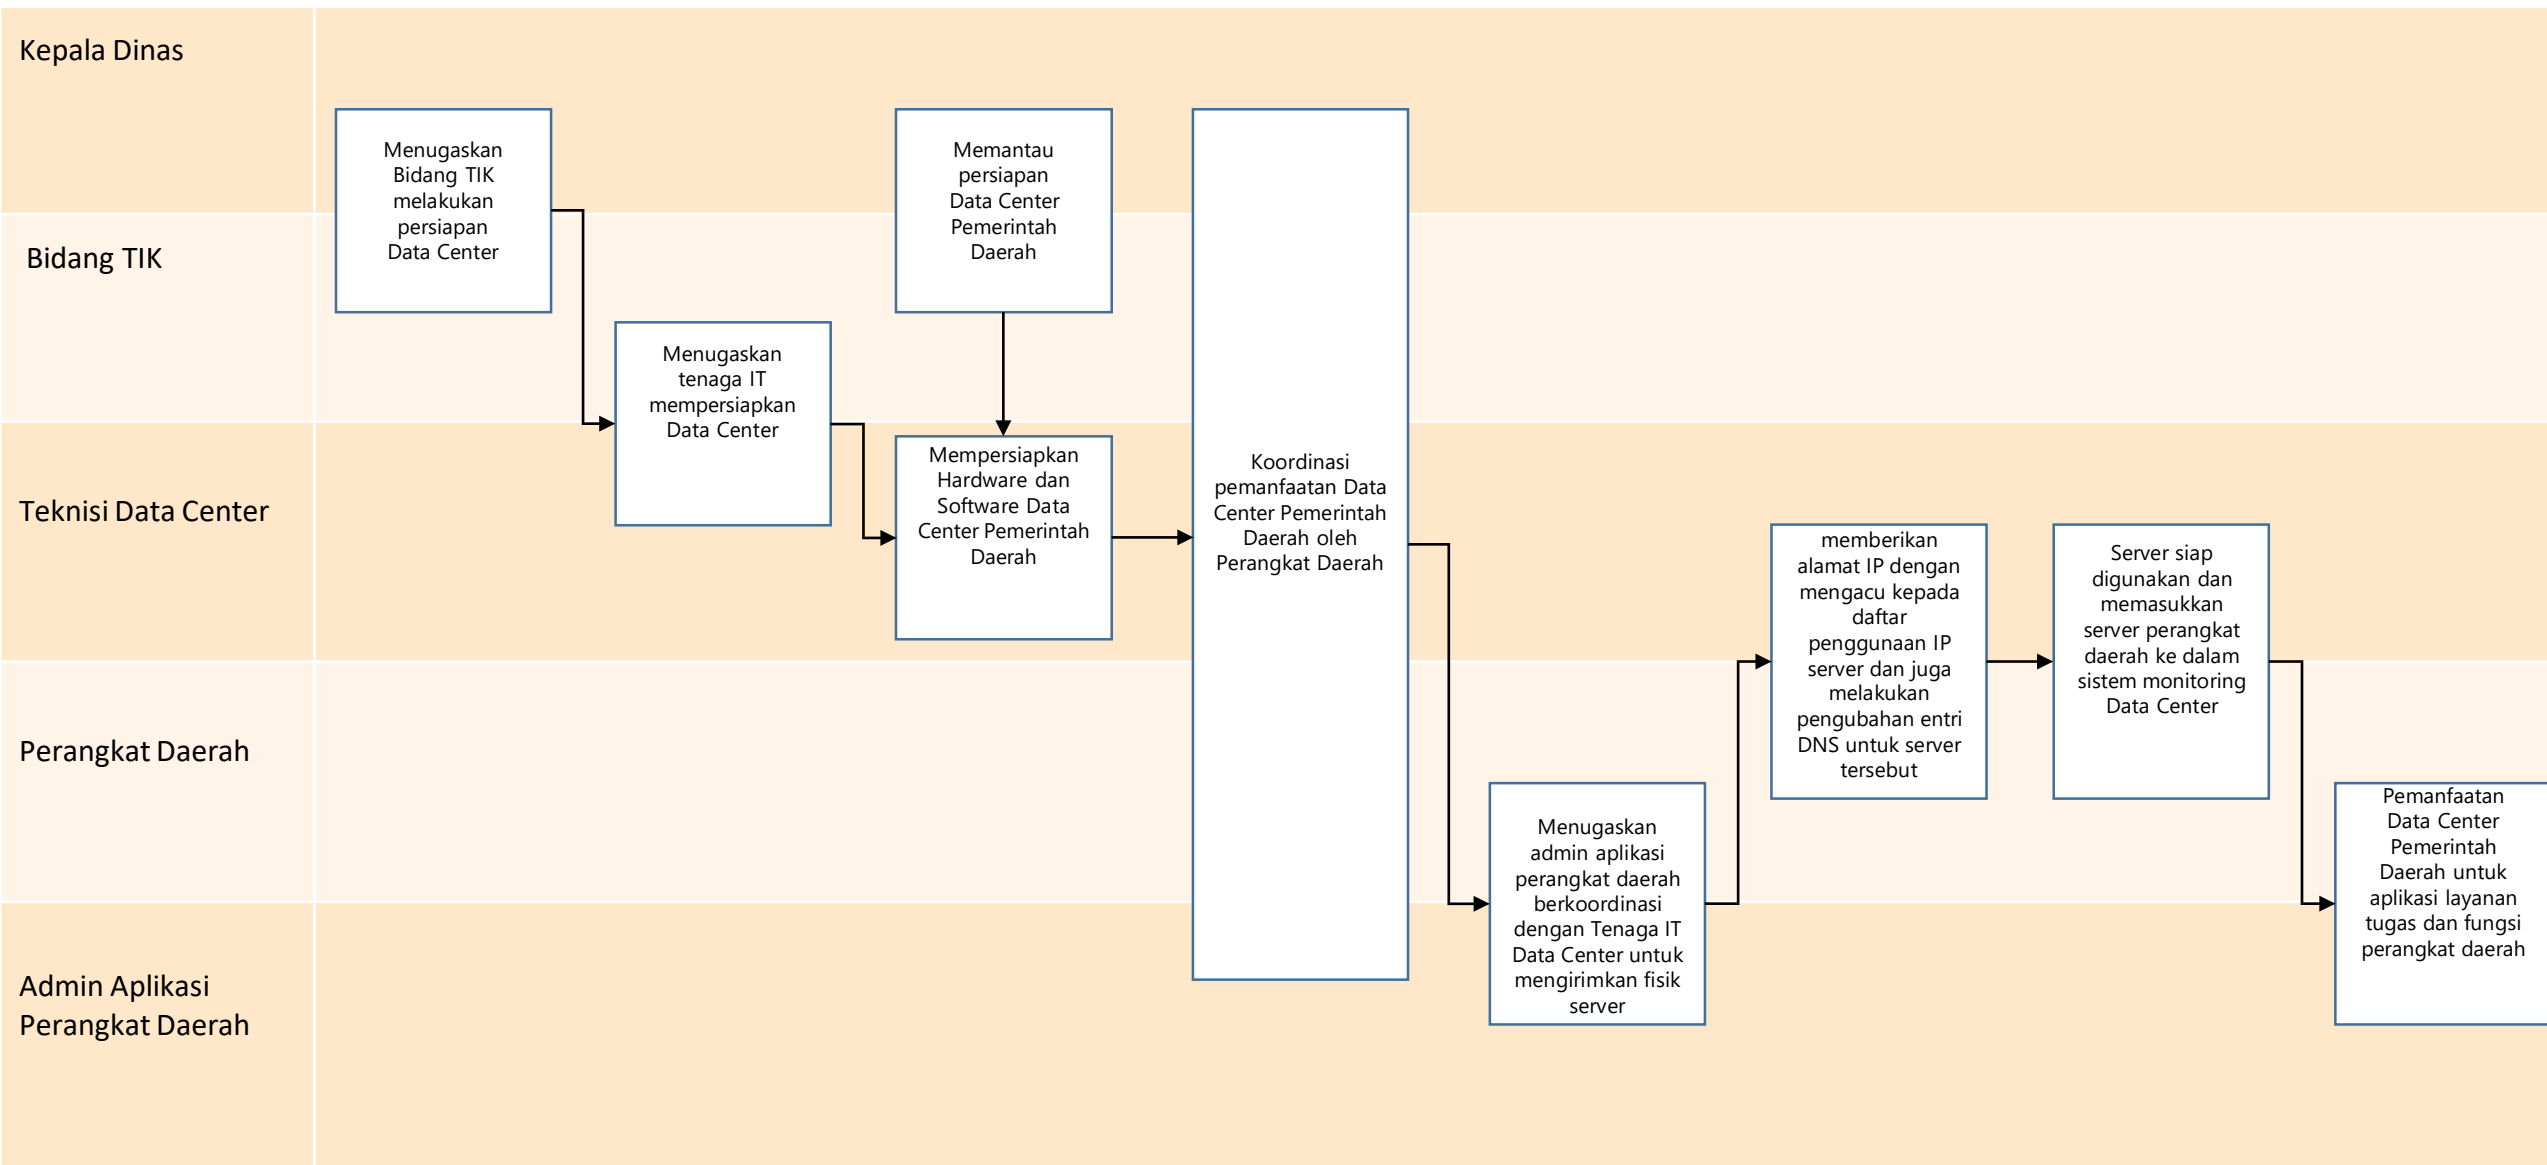 Kepala Dinas
Bidang TIK
Teknisi Data Center
Perangkat Daerah
Admin Aplikasi
Perangkat Daerah
Menugaskan
Bidang TIK
melakukan
persiapan
Data Center
Menugaskan
tenaga IT
mempersiapkan
Data Center
Memantau
persiapan
Data Center
Pemerintah
Daerah
Mempersiapkan
Hardware dan
Software Data
Center Pemerintah
Daerah
Koordinasi
pemanfaatan Data
Center Pemerintah
Daerah oleh
Perangkat Daerah
Menugaskan
admin aplikasi
perangkat daerah
berkoordinasi
dengan Tenaga IT
Data Center untuk
mengirimkan fisik
server
memberikan
alamat IP dengan
mengacu kepada
daftar
penggunaan IP
server dan juga
melakukan
pengubahan entri
DNS untuk server
tersebut
Server siap
digunakan dan
memasukkan
server perangkat
daerah ke dalam
sistem monitoring
Data Center
Pemanfaatan
Data Center
Pemerintah
Daerah untuk
aplikasi layanan
tugas dan fungsi
perangkat daerah